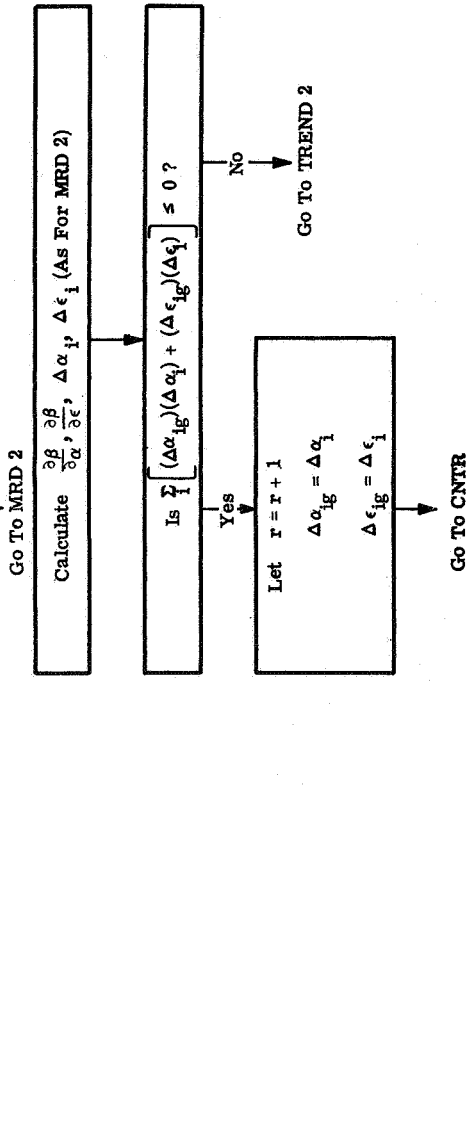 Go To MRD 2
Calculate ∂β/∂α, ∂β/∂ϵ, Δα_i, Δϵ_i (As For MRD 2)
Is Σ_i [(Δα_ig)(Δα_i) + (Δϵ_ig)(Δϵ_i)] ≤ 0 ?
Yes
No
Go To TREND 2
Let r = r + 1
Δα_ig = Δα_i
Δϵ_ig = Δϵ_i
Go To CNTR